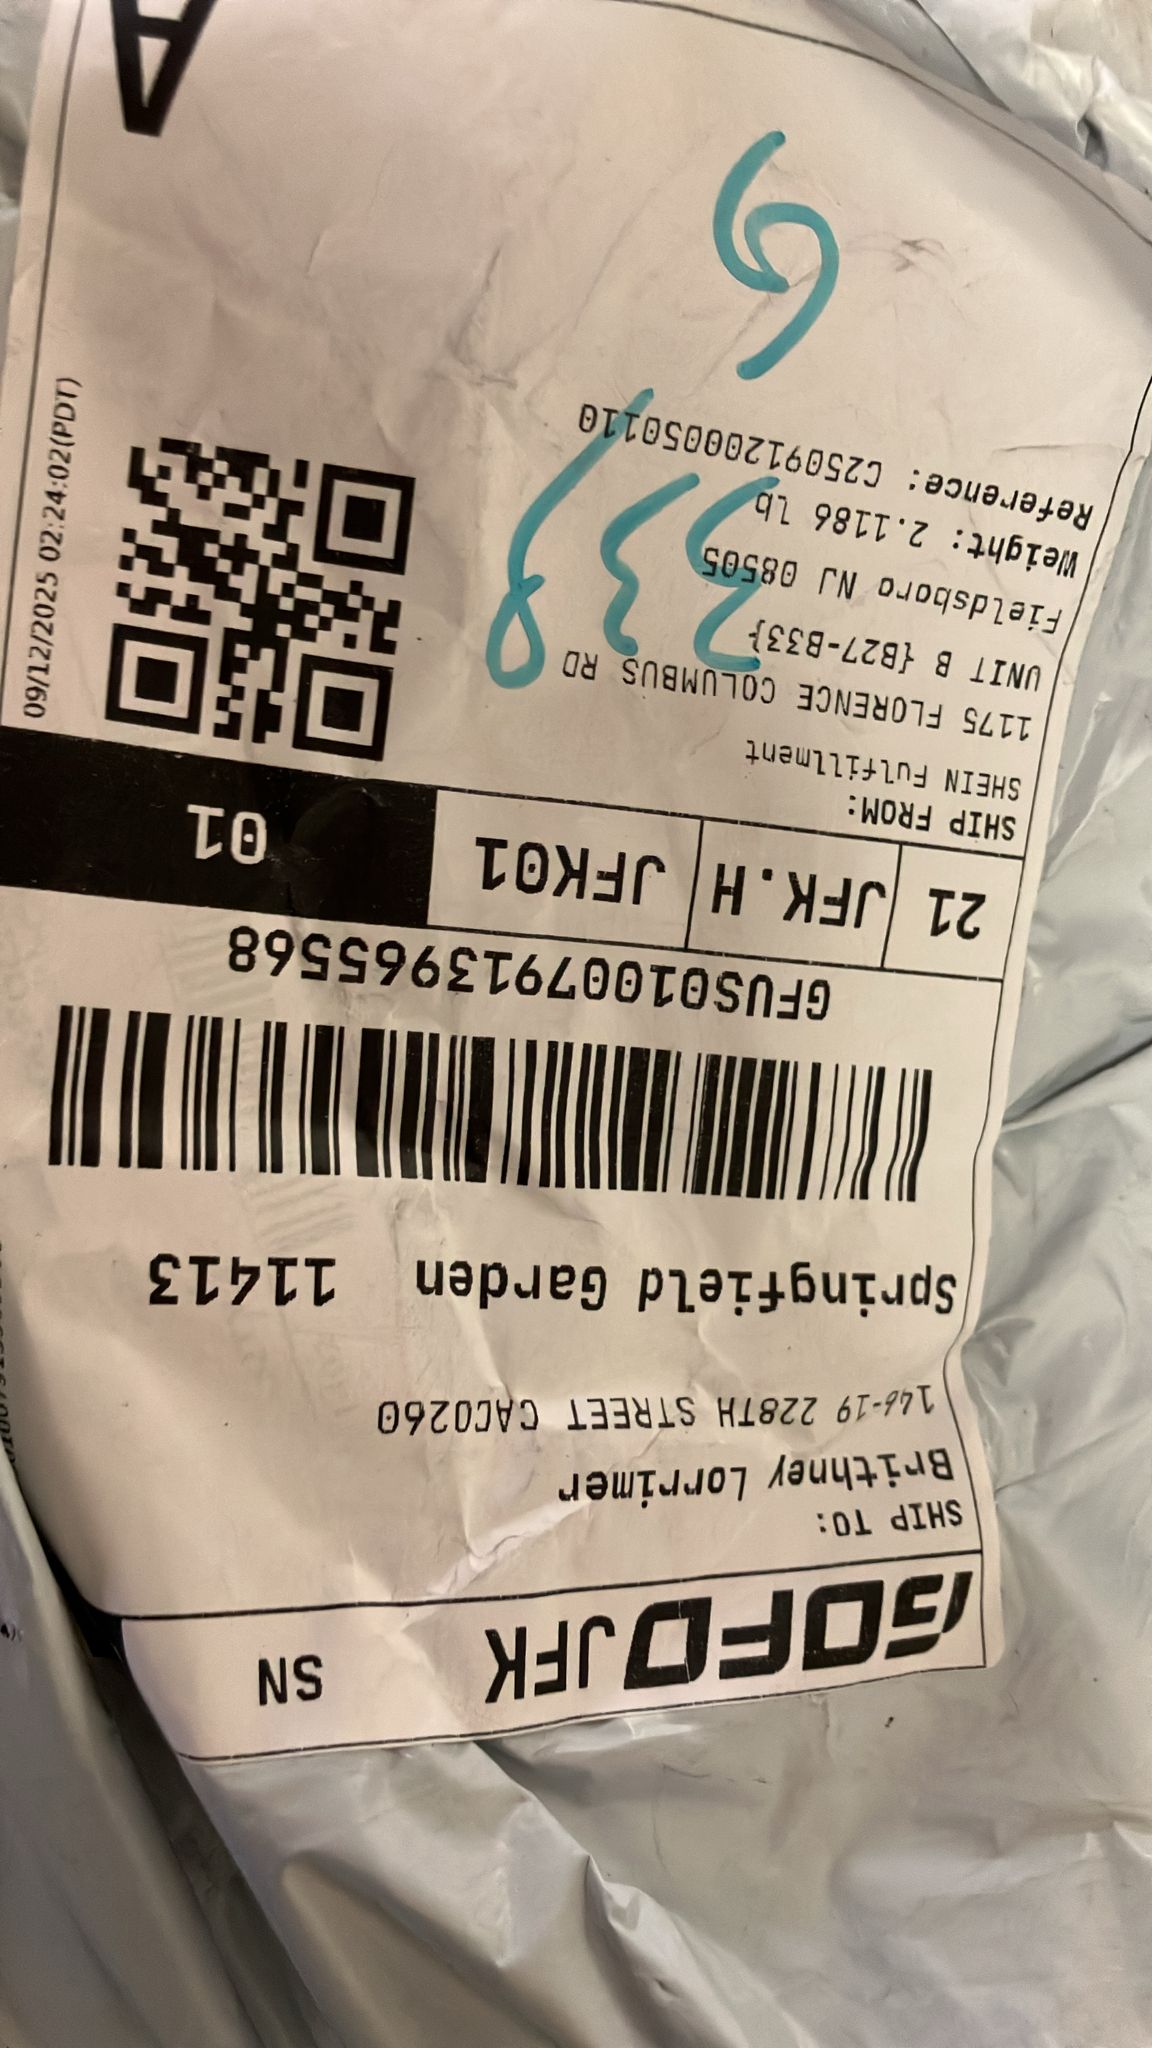 GOFO JFK SN
SHIP TO:
Brithney Lorrimer
146-19 228TH STREET CAC0260
Springfield Garden 11413
GFUS01007913965568
21 JFK.H JFK01 01
SHIP FROM:
SHEIN Fulfillment
1175 FLORENCE COLUMBUS RD
UNIT B {B27-B33}
Fieldsboro NJ 08505
Weight: 2.1186 lb
Reference: C25091200050110
09/12/2025 02:24:02(PDT)
A